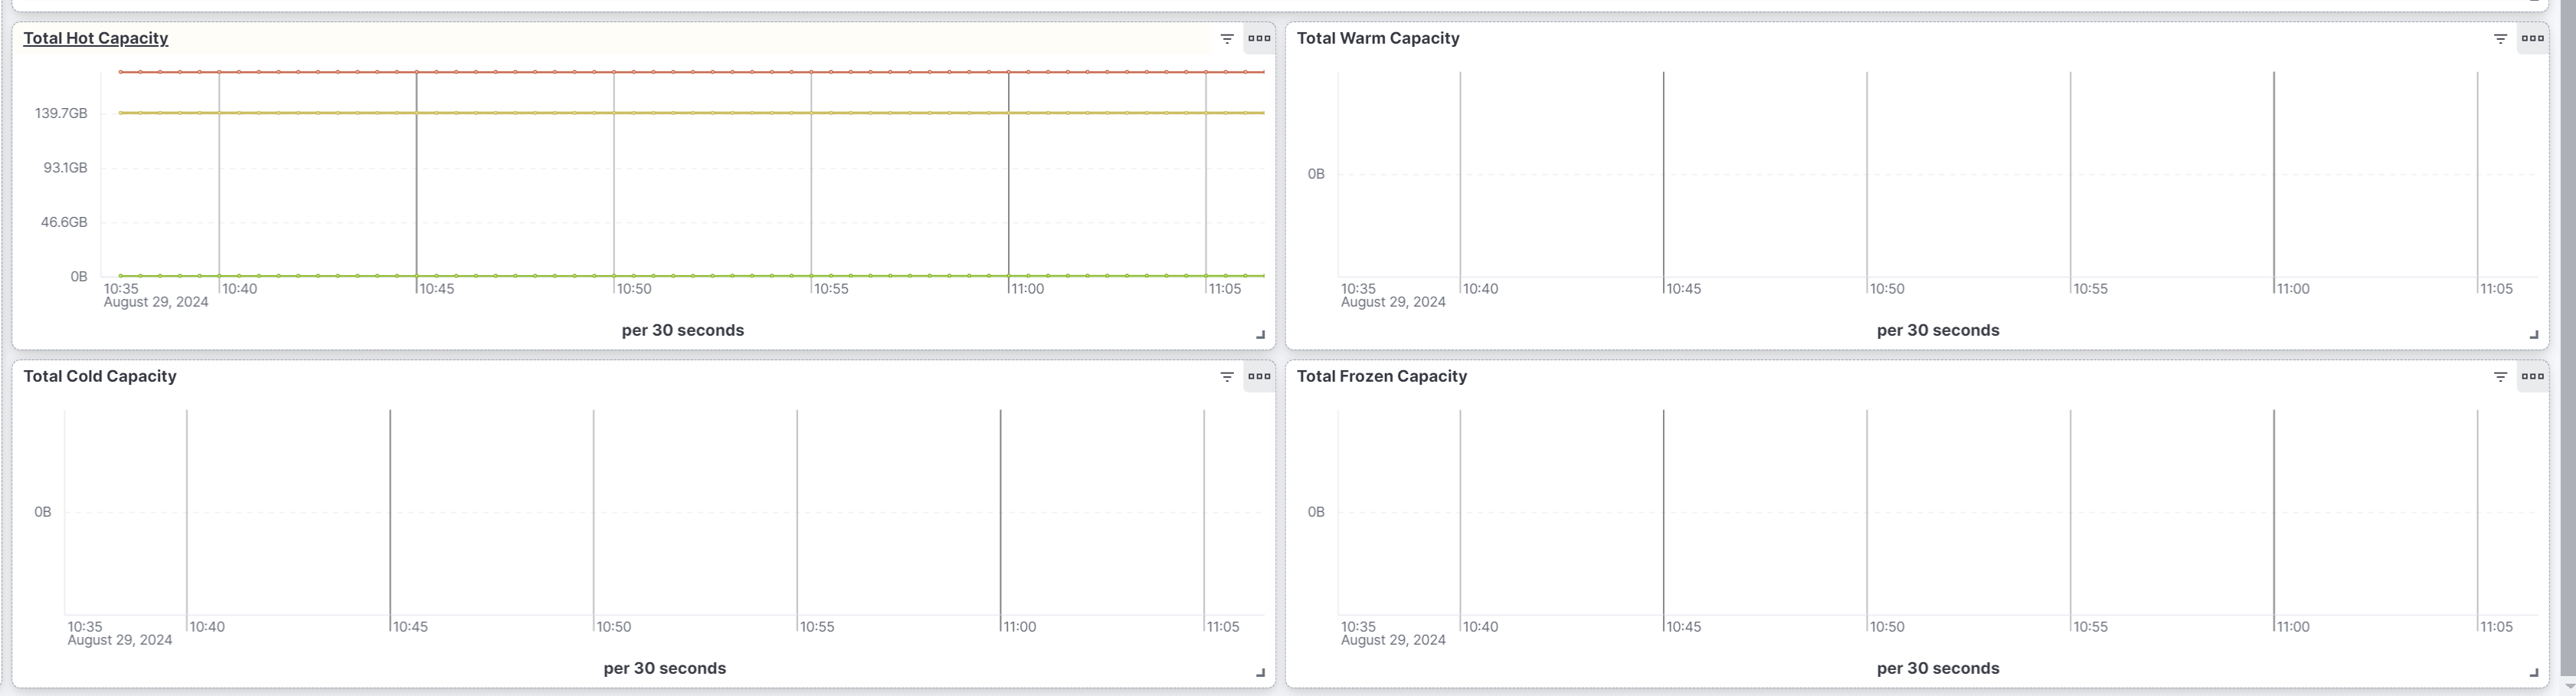 Total Hot Capacity
139.7GB
93.1GB
46.6GB
0B
10:35 10:40 10:45 10:50 10:55 11:00 11:05
August 29, 2024
per 30 seconds
Total Warm Capacity
0B
10:35 10:40 10:45 10:50 10:55 11:00 11:05
August 29, 2024
per 30 seconds
Total Cold Capacity
0B
10:35 10:40 10:45 10:50 10:55 11:00 11:05
August 29, 2024
per 30 seconds
Total Frozen Capacity
0B
10:35 10:40 10:45 10:50 10:55 11:00 11:05
August 29, 2024
per 30 seconds